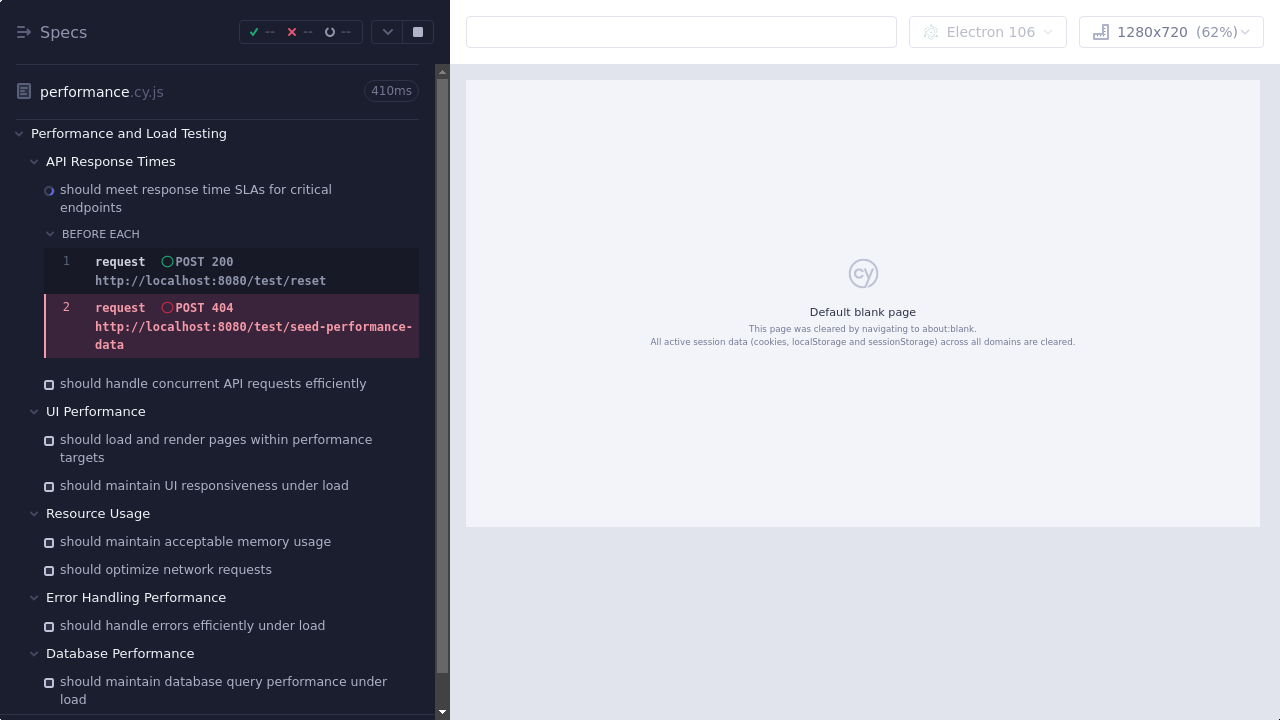 Specs
--
--
--
performance.cy.js
410ms
Performance and Load Testing
API Response Times
should meet response time SLAs for critical
endpoints
BEFORE EACH
1 request POST 200
http://localhost:8080/test/reset
2 request POST 404
http://localhost:8080/test/seed-performance-
data
should handle concurrent API requests efficiently
UI Performance
should load and render pages within performance
targets
should maintain UI responsiveness under load
Resource Usage
should maintain acceptable memory usage
should optimize network requests
Error Handling Performance
should handle errors efficiently under load
Database Performance
should maintain database query performance under
load
Electron 106
1280x720 (62%)
cy
Default blank page
This page was cleared by navigating to about:blank.
All active session data (cookies, localStorage and sessionStorage) across all domains are cleared.